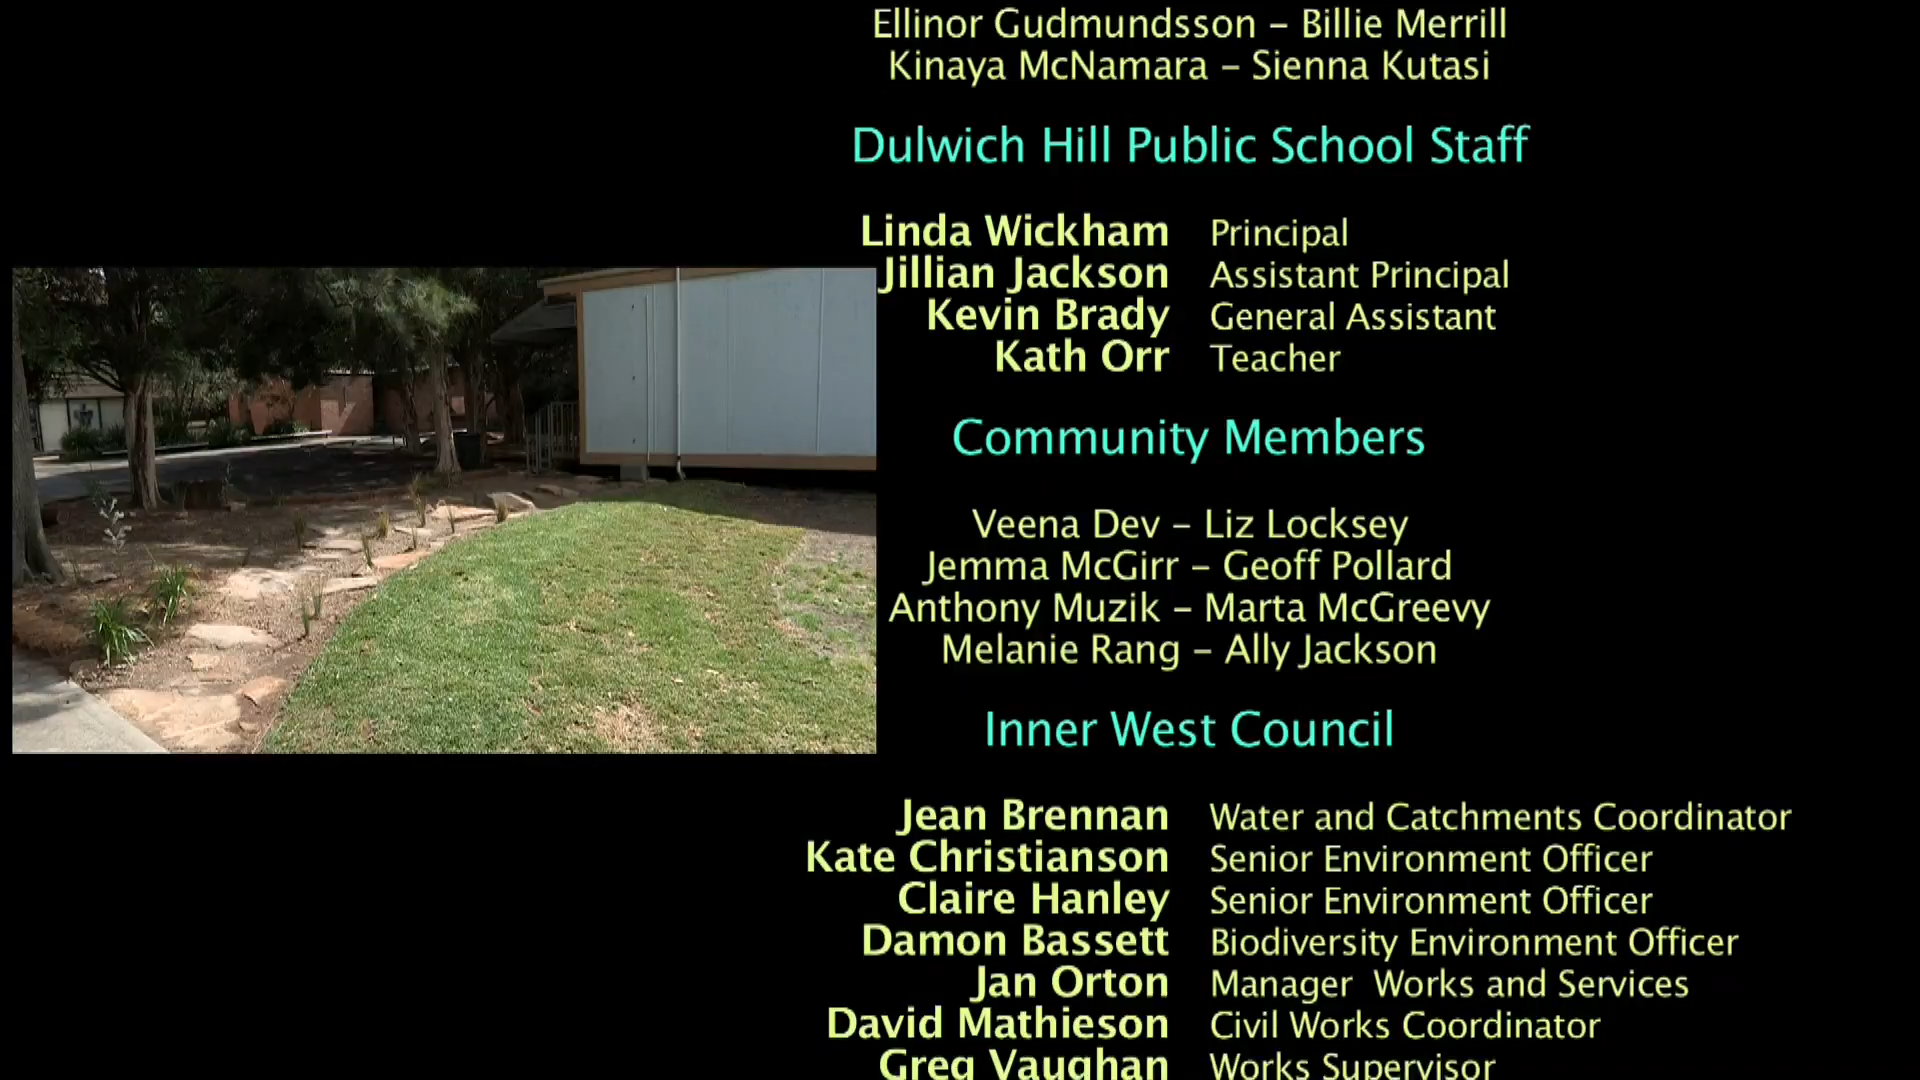 Ellinor Gudmundsson – Billie Merrill
Kinaya McNamara – Sienna Kutasi
Dulwich Hill Public School Staff
Linda Wickham Principal
Jillian Jackson Assistant Principal
Kevin Brady General Assistant
Kath Orr Teacher
Community Members
Veena Dev – Liz Locksey
Jemma McGirr – Geoff Pollard
Anthony Muzik – Marta McGreevy
Melanie Rang – Ally Jackson
Inner West Council
Jean Brennan Water and Catchments Coordinator
Kate Christianson Senior Environment Officer
Claire Hanley Senior Environment Officer
Damon Bassett Biodiversity Environment Officer
Jan Orton Manager Works and Services
David Mathieson Civil Works Coordinator
Greg Vaughan Works Supervisor